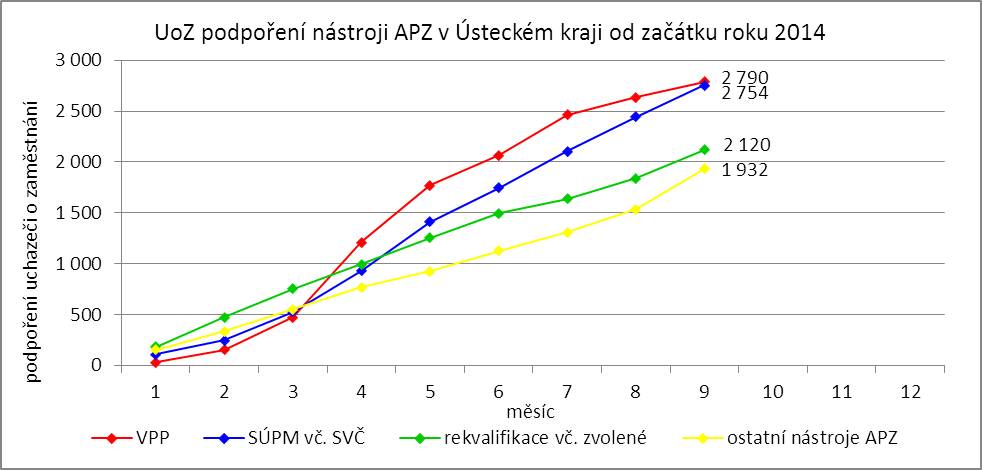 UoZ podpoření nástroji APZ v Ústeckém kraji od začátku roku 2014
podpoření uchazeči o zaměstnání
3 000
2 500
2 000
1 500
1 000
500
0
2 790
2 754
2 120
1 932
1 2 3 4 5 6 7 8 9 10 11 12
měsíc
VPP SÚPM vč. SVČ rekvalifikace vč. zvolené ostatní nástroje APZ